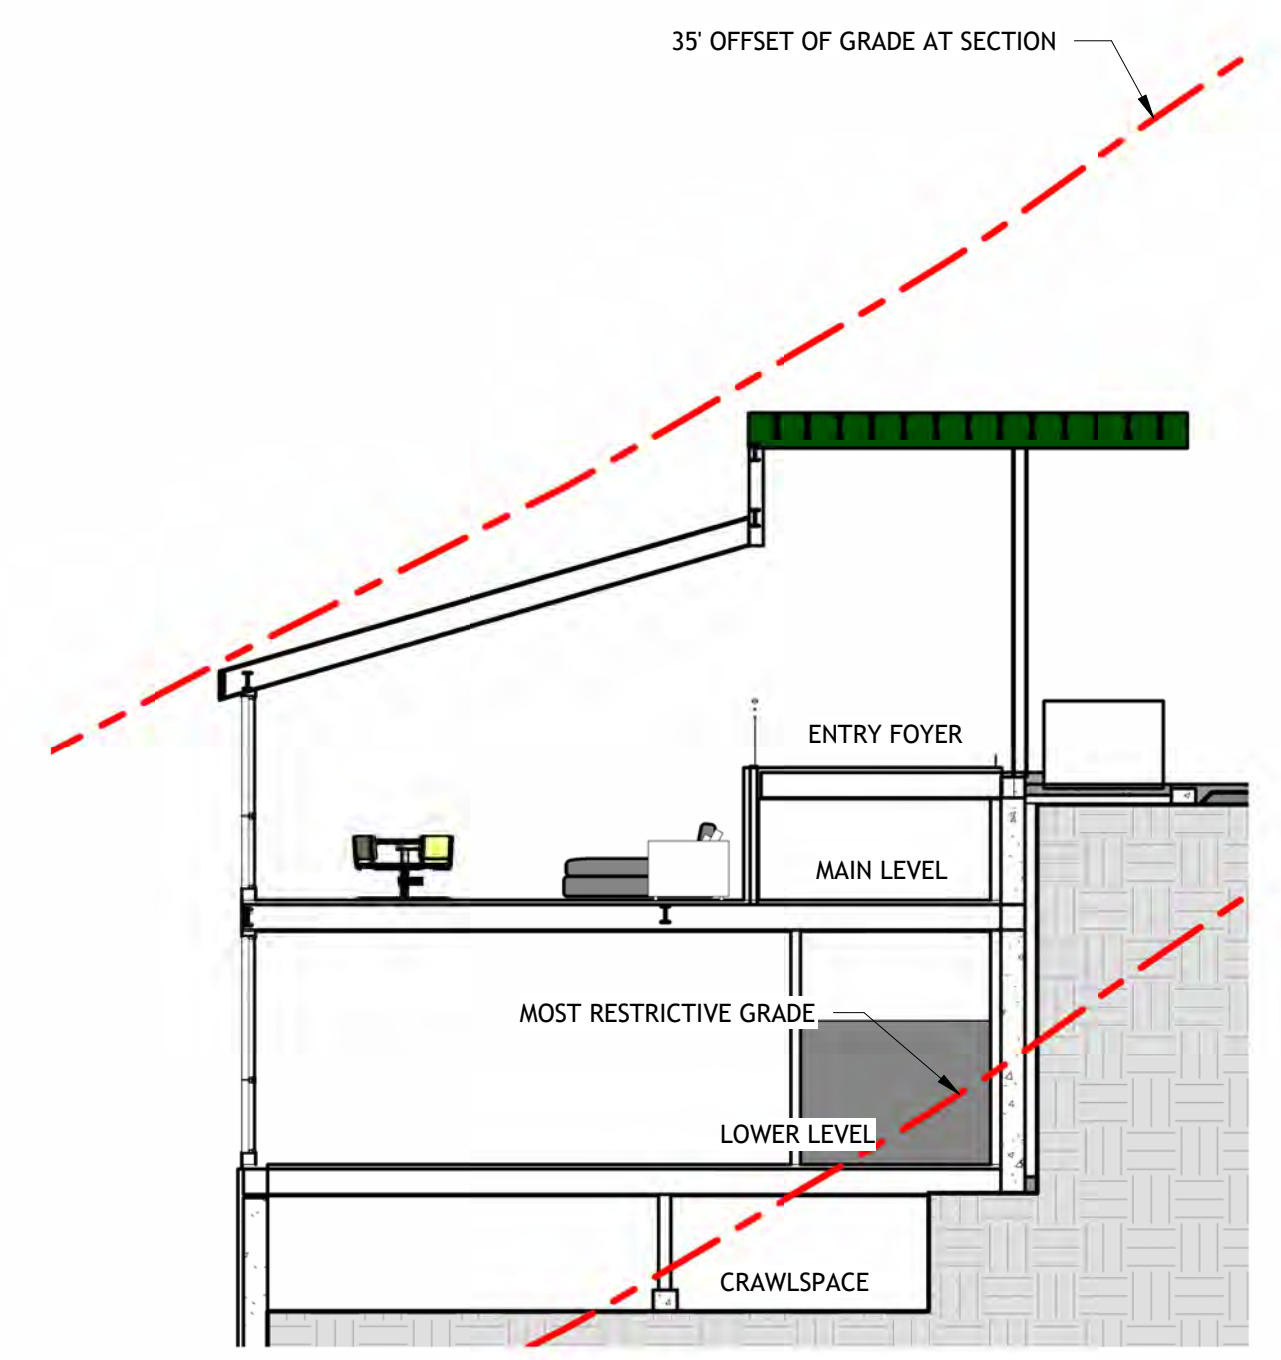 35' OFFSET OF GRADE AT SECTION
ENTRY FOYER
MAIN LEVEL
MOST RESTRICTIVE GRADE
LOWER LEVEL
CRAWLSPACE